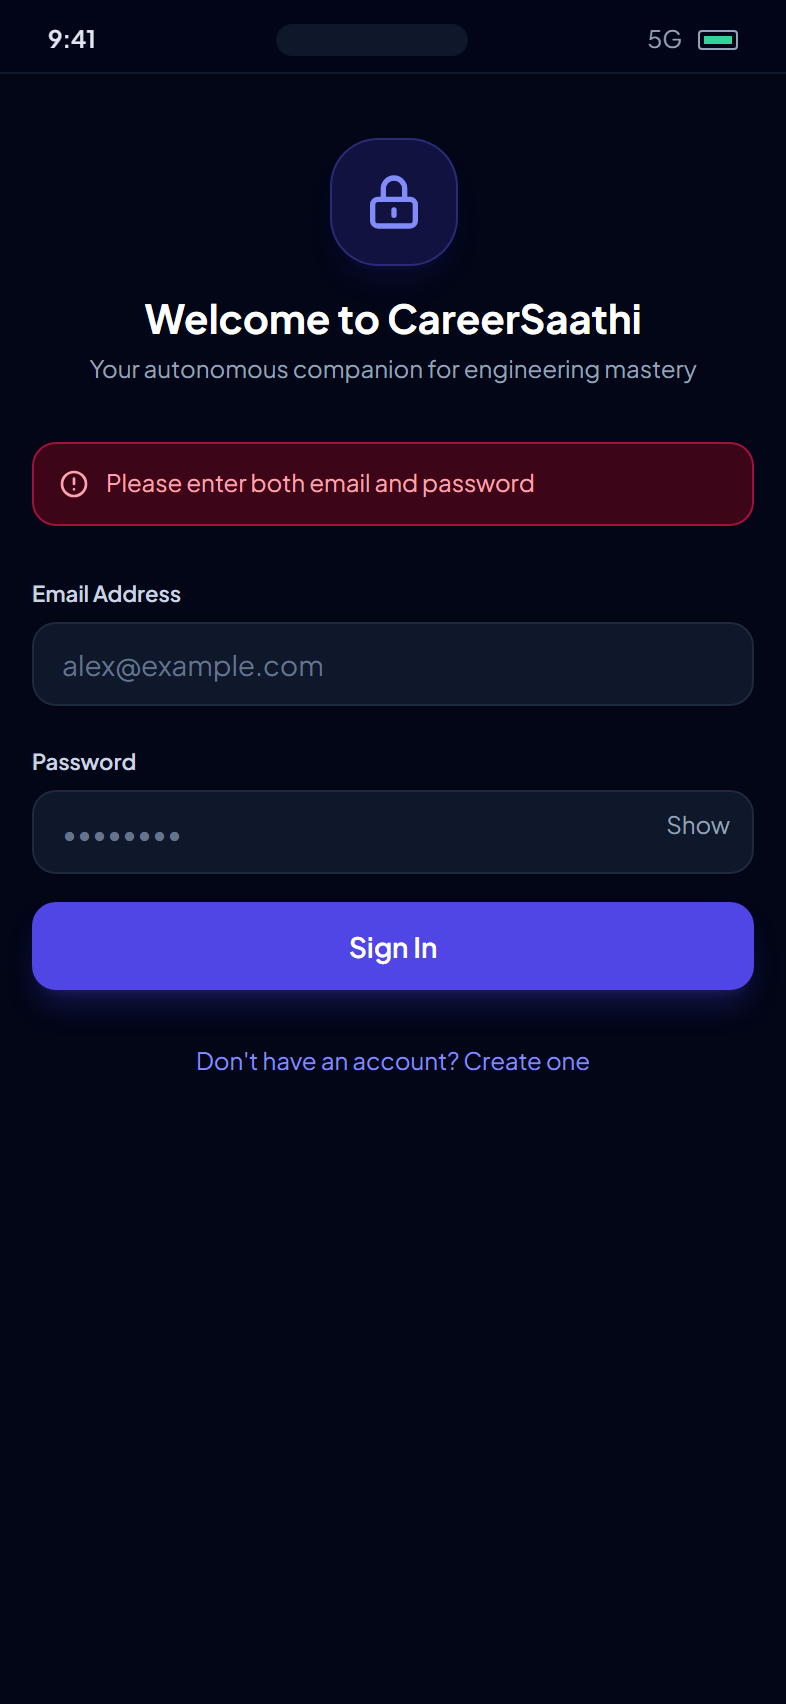 9:41
5G
Welcome to CareerSaathi
Your autonomous companion for engineering mastery
Please enter both email and password
Email Address
alex@example.com
Password
••••••••
Show
Sign In
Don't have an account? Create one